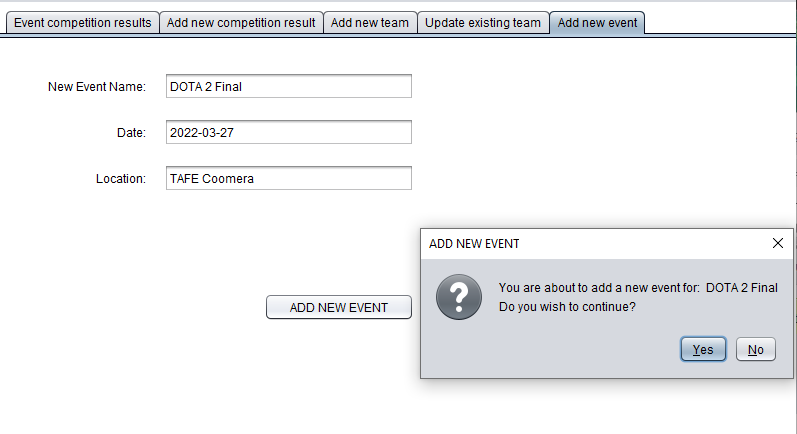 Event competition results
Add new competition result
Add new team
Update existing team
Add new event
New Event Name: DOTA 2 Final
Date: 2022-03-27
Location: TAFE Coomera
ADD NEW EVENT
ADD NEW EVENT
You are about to add a new event for: DOTA 2 Final
Do you wish to continue?
Yes
No